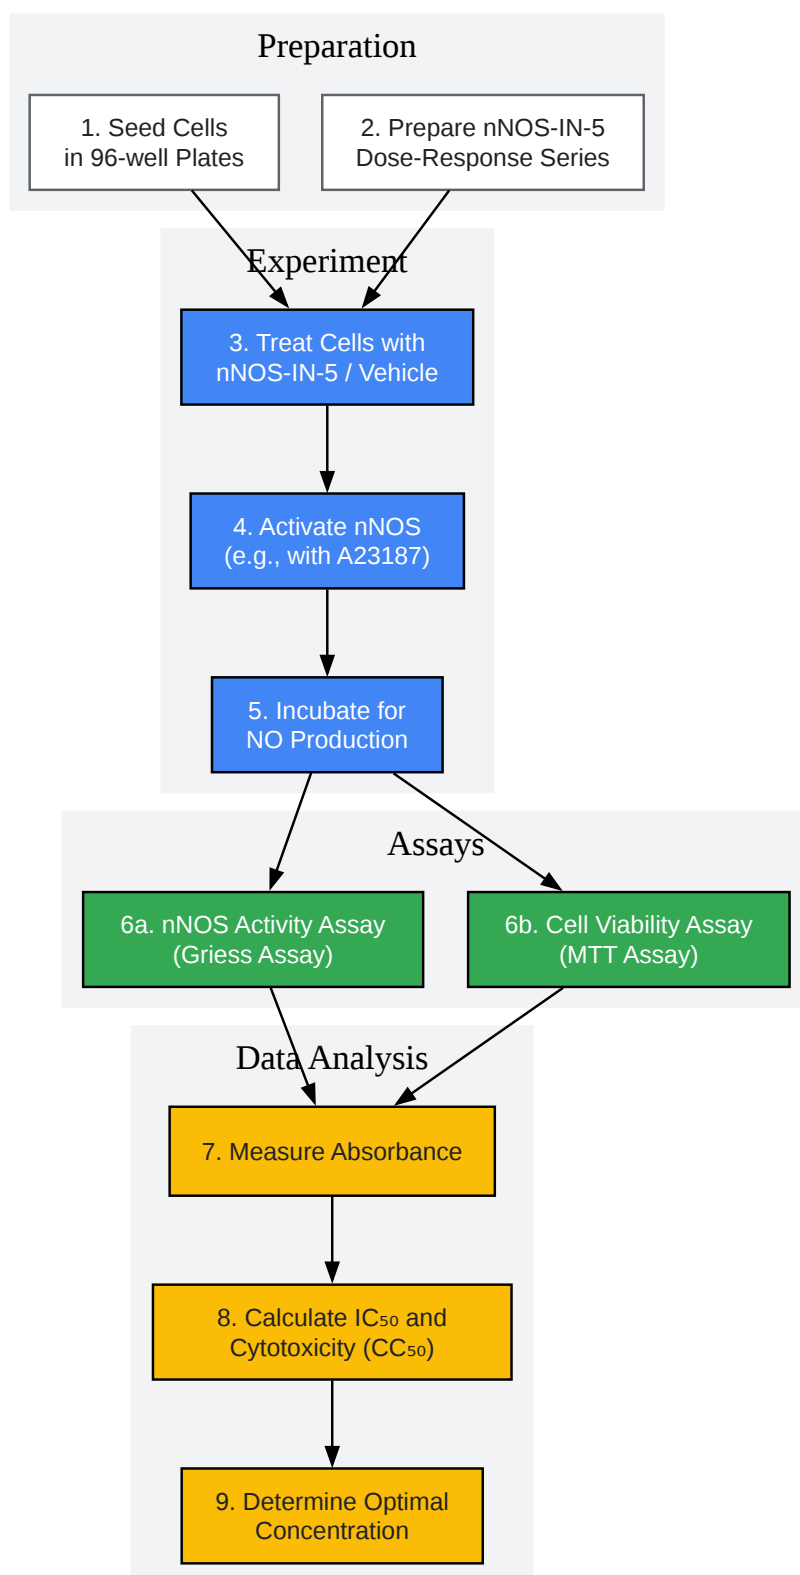 Preparation
1. Seed Cells
in 96-well Plates
2. Prepare nNOS-IN-5
Dose-Response Series
Experiment
3. Treat Cells with
nNOS-IN-5 / Vehicle
4. Activate nNOS
(e.g., with A23187)
5. Incubate for
NO Production
Assays
6a. nNOS Activity Assay
(Griess Assay)
6b. Cell Viability Assay
(MTT Assay)
Data Analysis
7. Measure Absorbance
8. Calculate IC₅₀ and
Cytotoxicity (CC₅₀)
9. Determine Optimal
Concentration